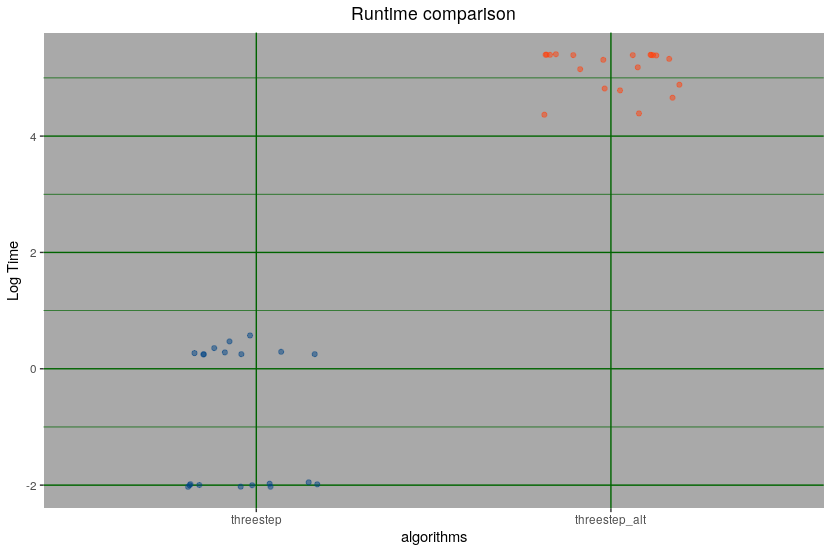 Runtime comparison
Log Time
4
2
0
-2
threestep threestep_alt
algorithms